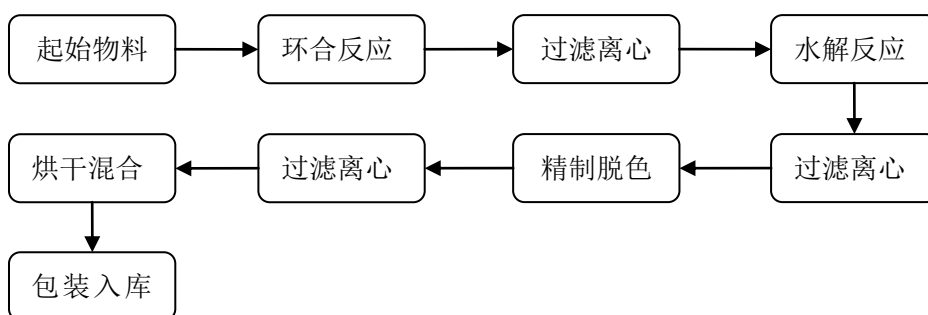 起始物料
环合反应
过滤离心
水解反应
过滤离心
精制脱色
过滤离心
烘干混合
包装入库